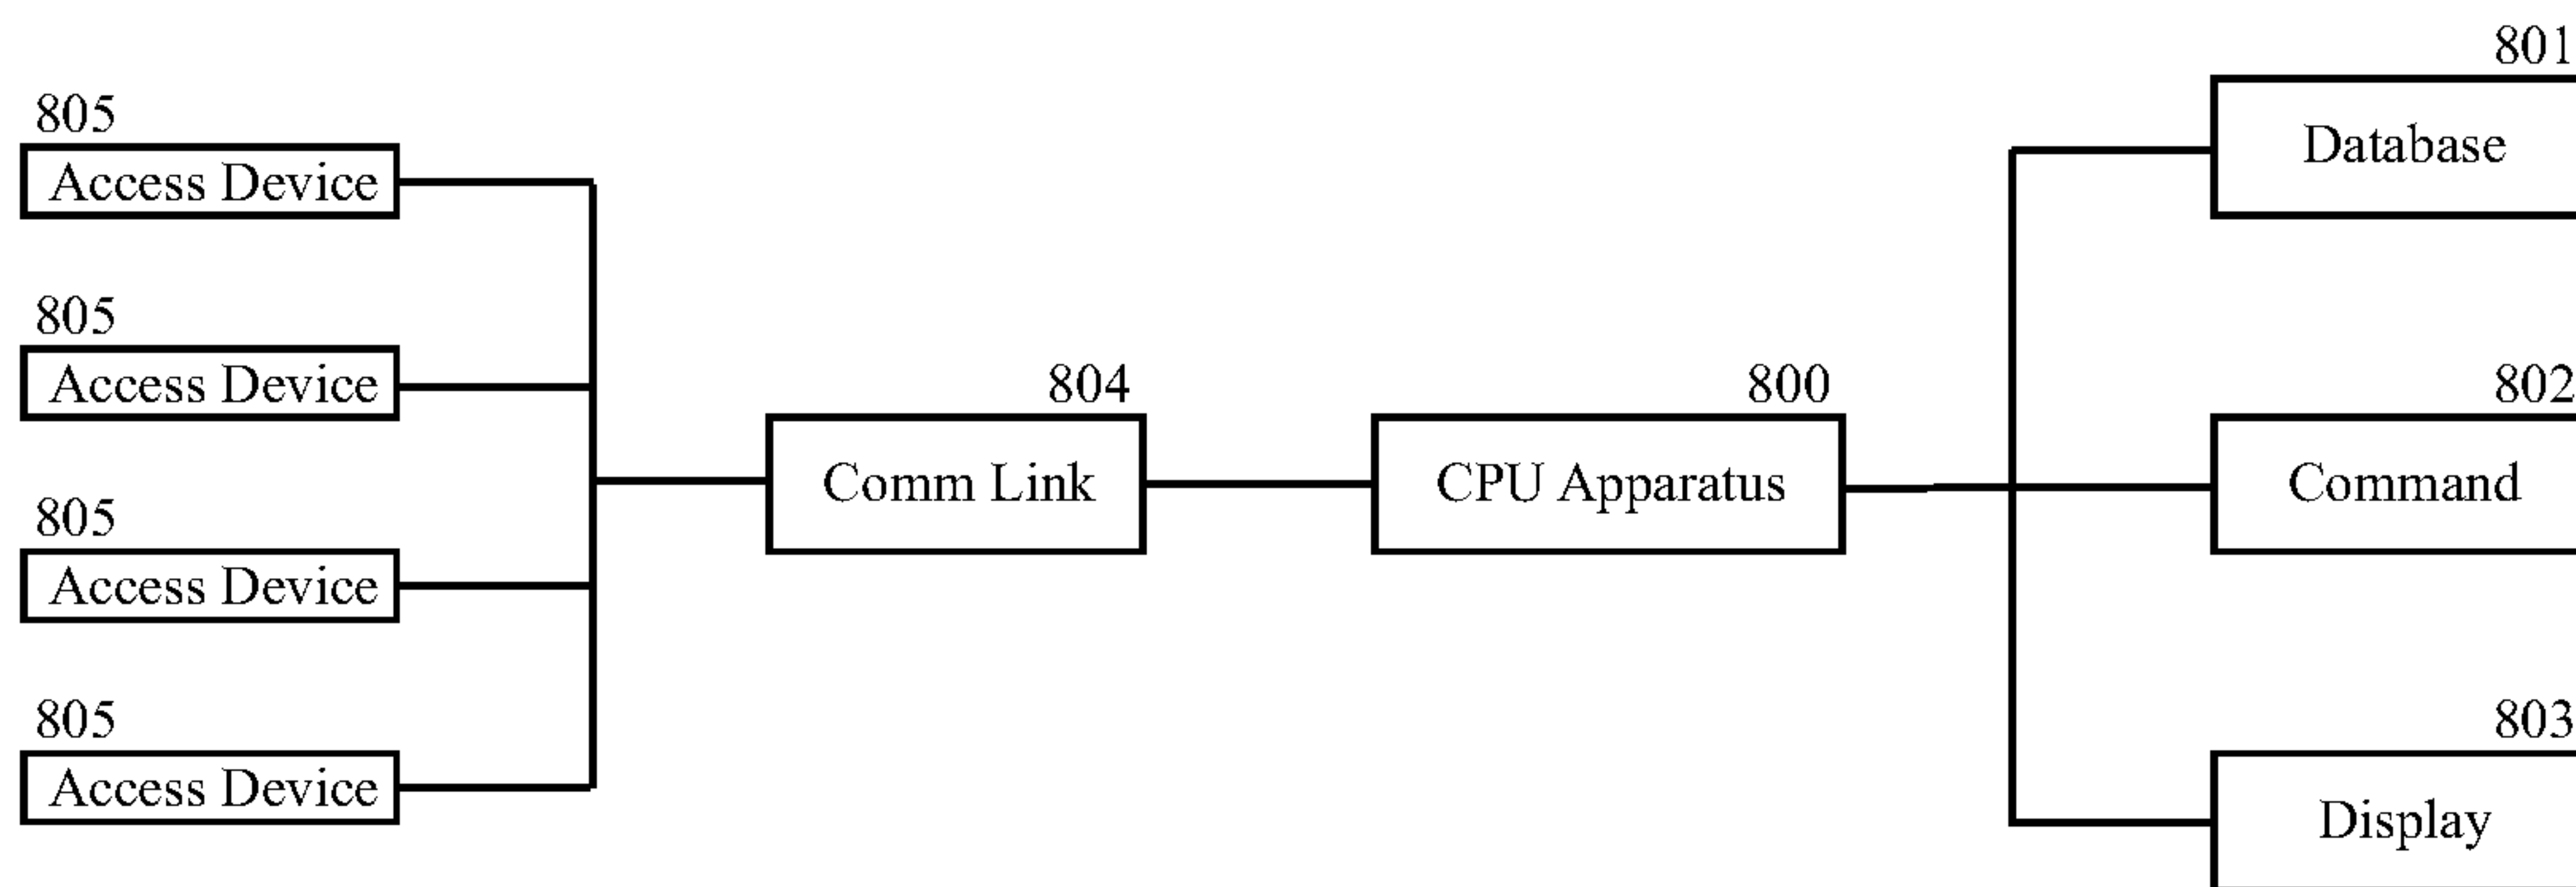 805
Access Device
805
Access Device
805
Access Device
805
Access Device
804
Comm Link
800
CPU Apparatus
801
Database
802
Command
803
Display